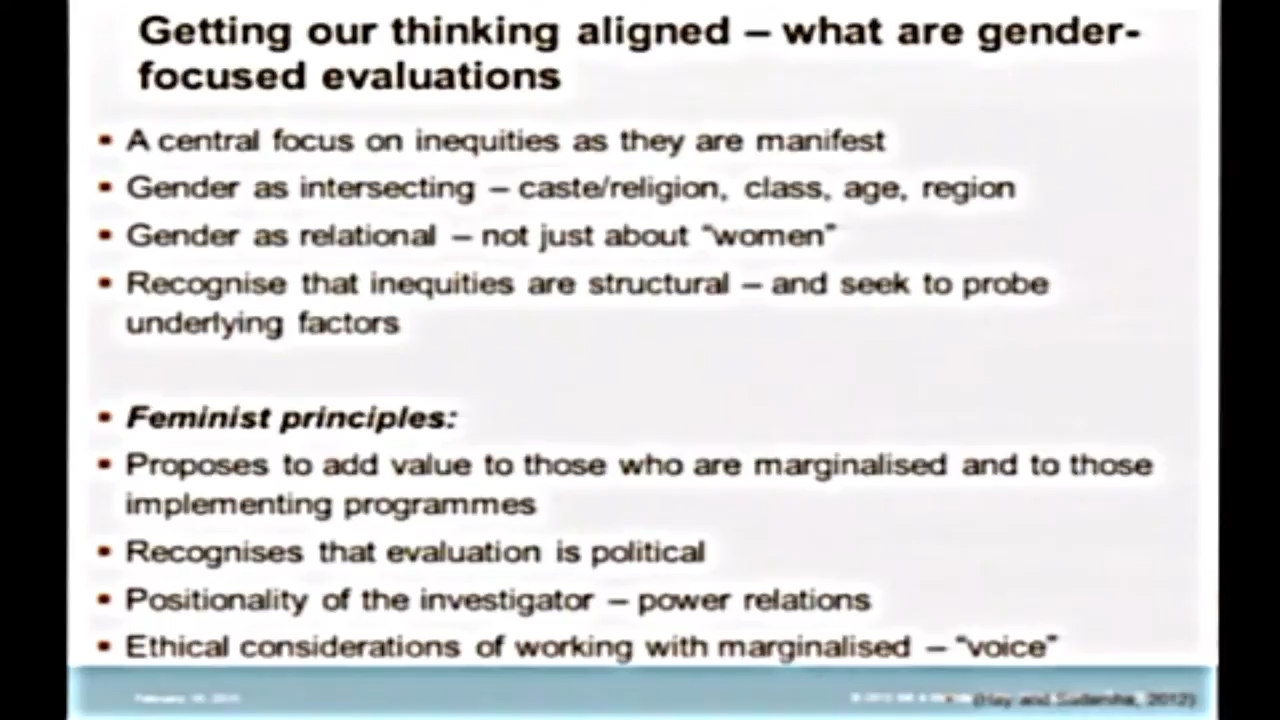 Getting our thinking aligned – what are gender-
focused evaluations
▪ A central focus on inequities as they are manifest
▪ Gender as intersecting – caste/religion, class, age, region
▪ Gender as relational – not just about “women”
▪ Recognise that inequities are structural – and seek to probe
underlying factors
▪ Feminist principles:
▪ Proposes to add value to those who are marginalised and to those
implementing programmes
▪ Recognises that evaluation is political
▪ Positionality of the investigator – power relations
▪ Ethical considerations of working with marginalised – “voice”
(Hay and 2012)